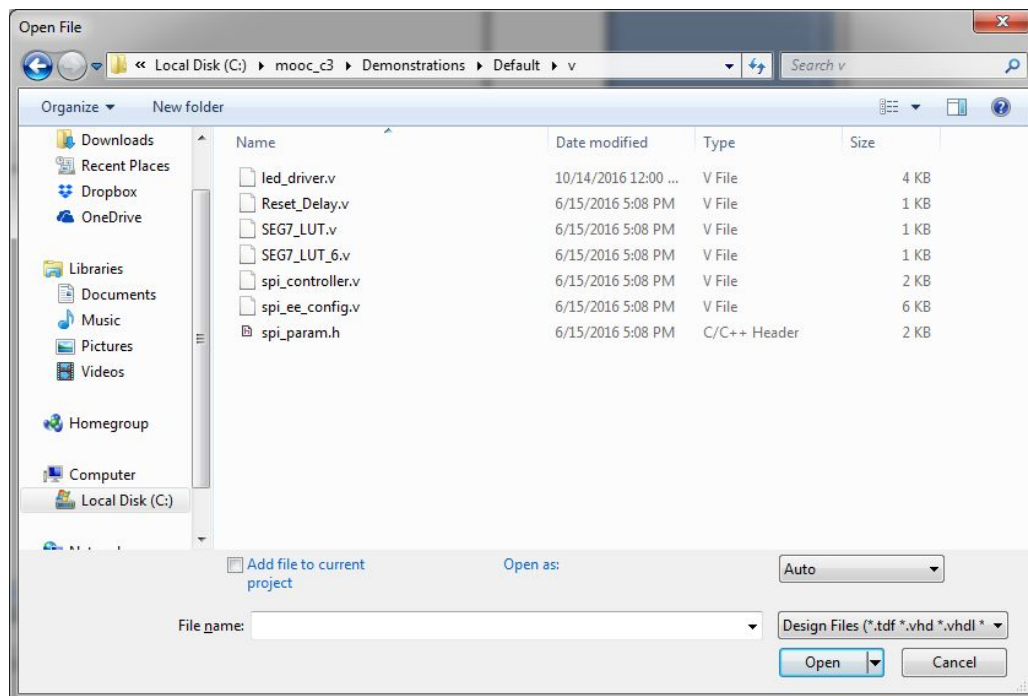 Open File
« Local Disk (C:) ▸ mooc_c3 ▸ Demonstrations ▸ Default ▸ v
Search v
Organize
New folder
Downloads
Recent Places
Dropbox
OneDrive
Libraries
Documents
Music
Pictures
Videos
Homegroup
Computer
Local Disk (C:)
Name Date modified Type Size
led_driver.v 10/14/2016 12:00 ... V File 4 KB
Reset_Delay.v 6/15/2016 5:08 PM V File 1 KB
SEG7_LUT.v 6/15/2016 5:08 PM V File 1 KB
SEG7_LUT_6.v 6/15/2016 5:08 PM V File 1 KB
spi_controller.v 6/15/2016 5:08 PM V File 2 KB
spi_ee_config.v 6/15/2016 5:08 PM V File 6 KB
spi_param.h 6/15/2016 5:08 PM C/C++ Header 2 KB
Add file to current
project
Open as:
Auto
File name:
Design Files (*.tdf *.vhd *.vhdl *
Open
Cancel